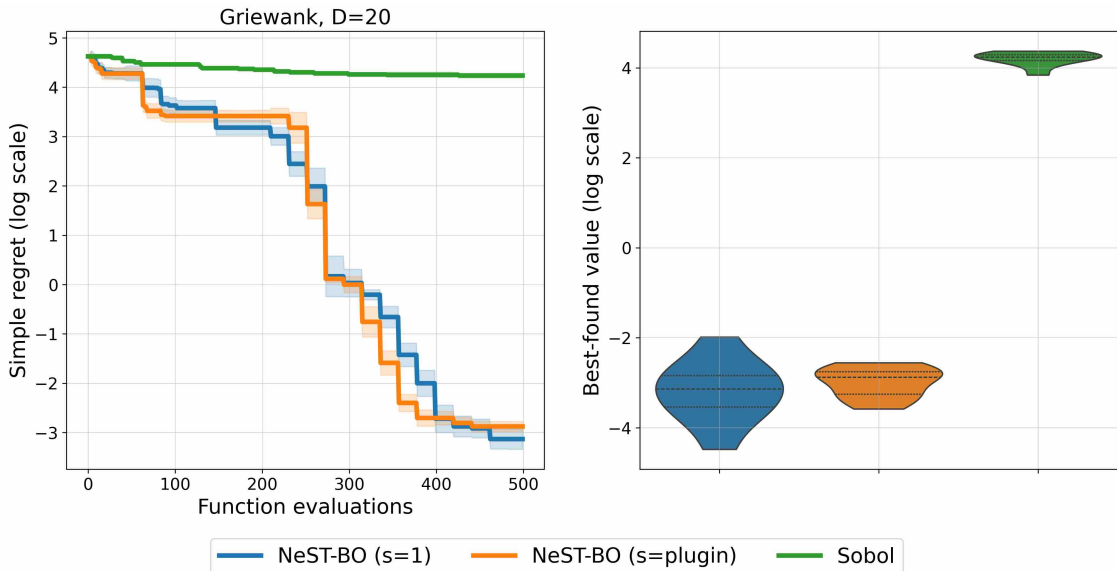 Griewank, D=20
Simple regret (log scale)
5
4
3
2
1
0
−1
−2
−3
0 100 200 300 400 500
Function evaluations
Best-found value (log scale)
4
2
0
−2
−4
NeST-BO (s=1) NeST-BO (s=plugin) Sobol